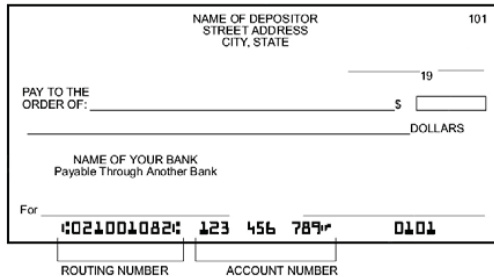 NAME OF DEPOSITOR 101
STREET ADDRESS
CITY, STATE
19
PAY TO THE
ORDER OF: $
DOLLARS
NAME OF YOUR BANK
Payable Through Another Bank
For
⑆021001082⑆ 123 456 789⑈ 0101
ROUTING NUMBER ACCOUNT NUMBER